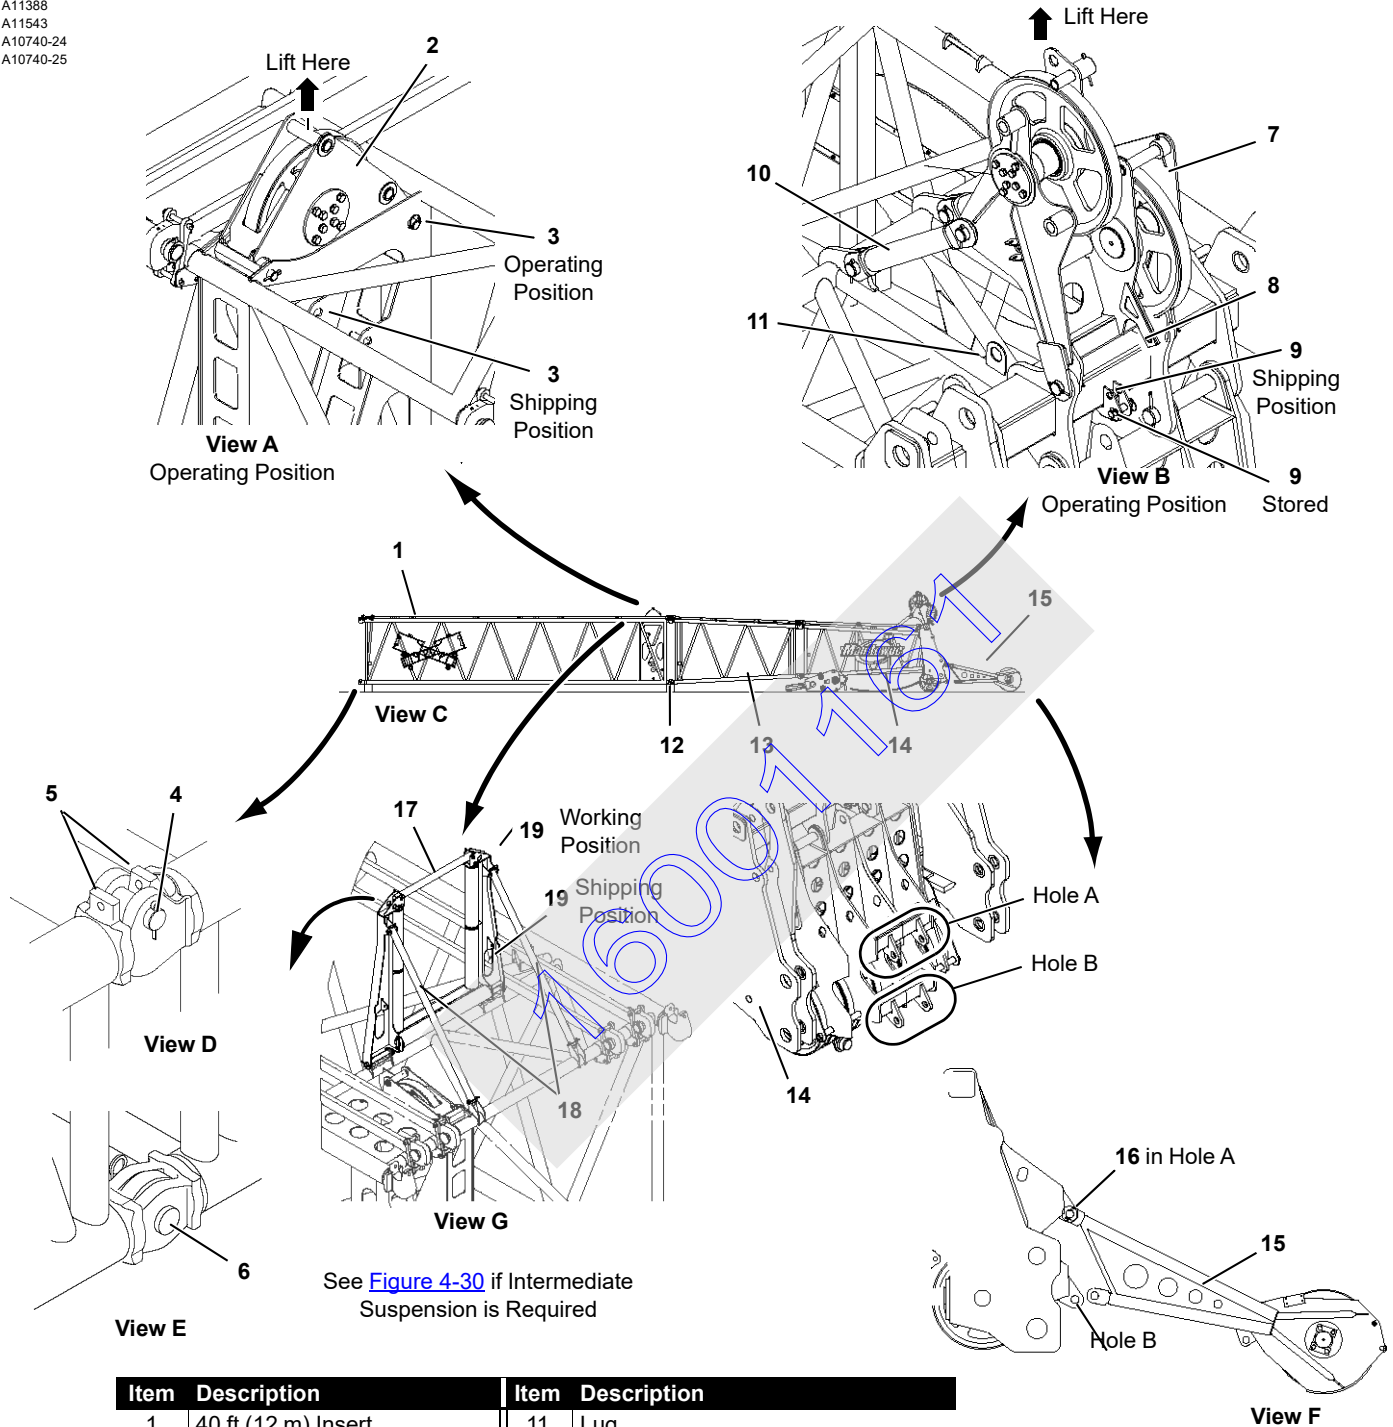 A11388
A11543
A10740-24
A10740-25
Lift Here
2
3
Operating
Position
3
Shipping
Position
View A
Operating Position
Lift Here
7
10
8
11
9
Shipping
Position
9
Stored
View B
Operating Position
1
15
View C
12
13
14
5
4
View D
6
View E
17
19
Working
Position
19
Shipping
Position
18
View G
See Figure 4-30 if Intermediate
Suspension is Required
Hole A
Hole B
14
16 in Hole A
15
Hole B
View F
16001161
Item Description Item Description
1 40 ft (12 m) Insert 11 Lug